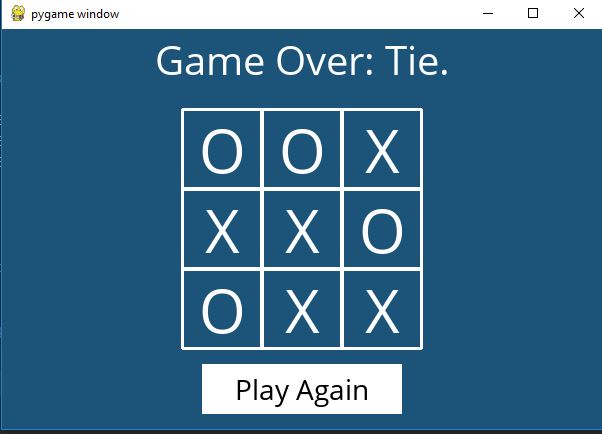 pygame window
Game Over: Tie.
O O X
X X O
O X X
Play Again